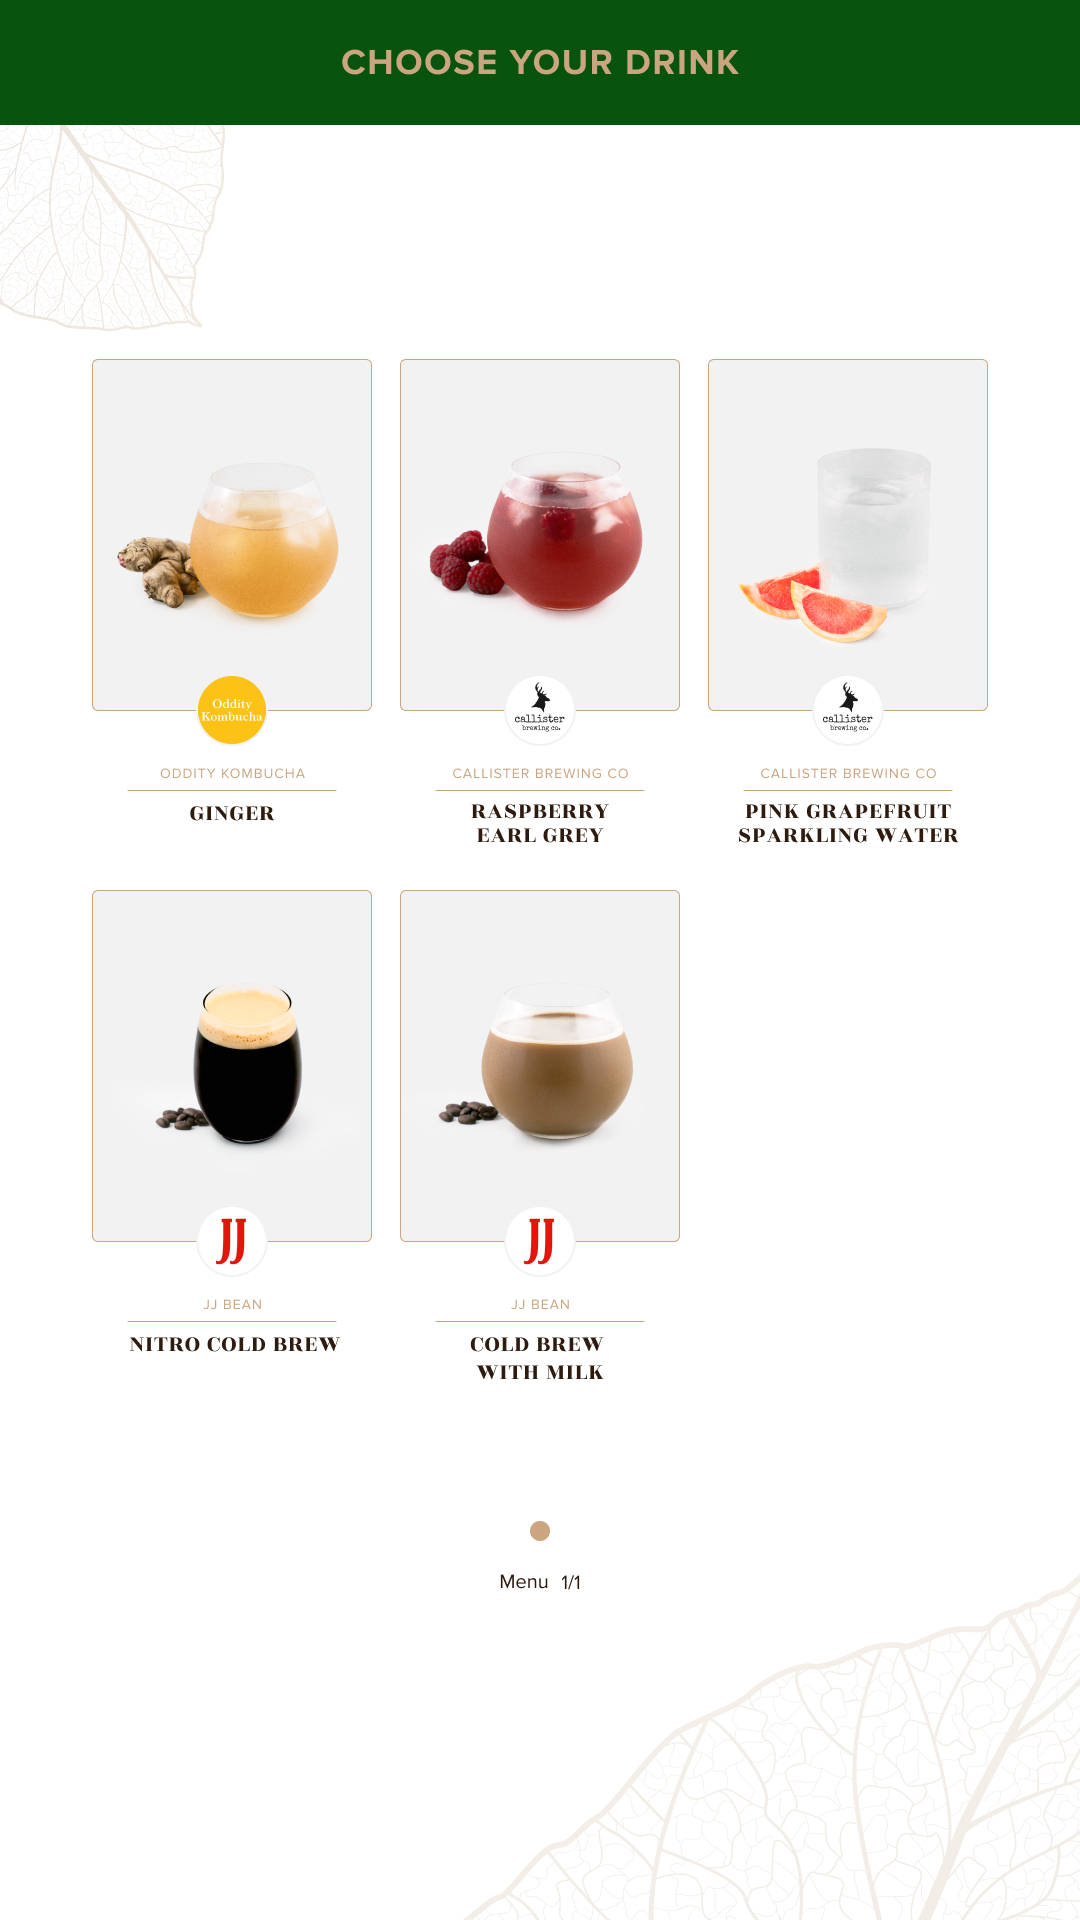 CHOOSE YOUR DRINK
Oddity
Kombucha
ODDITY KOMBUCHA
GINGER
callister
brewing co.
CALLISTER BREWING CO
RASPBERRY
EARL GREY
callister
brewing co.
CALLISTER BREWING CO
PINK GRAPEFRUIT
SPARKLING WATER
JJ
JJ BEAN
NITRO COLD BREW
JJ
JJ BEAN
COLD BREW
WITH MILK
Menu 1/1